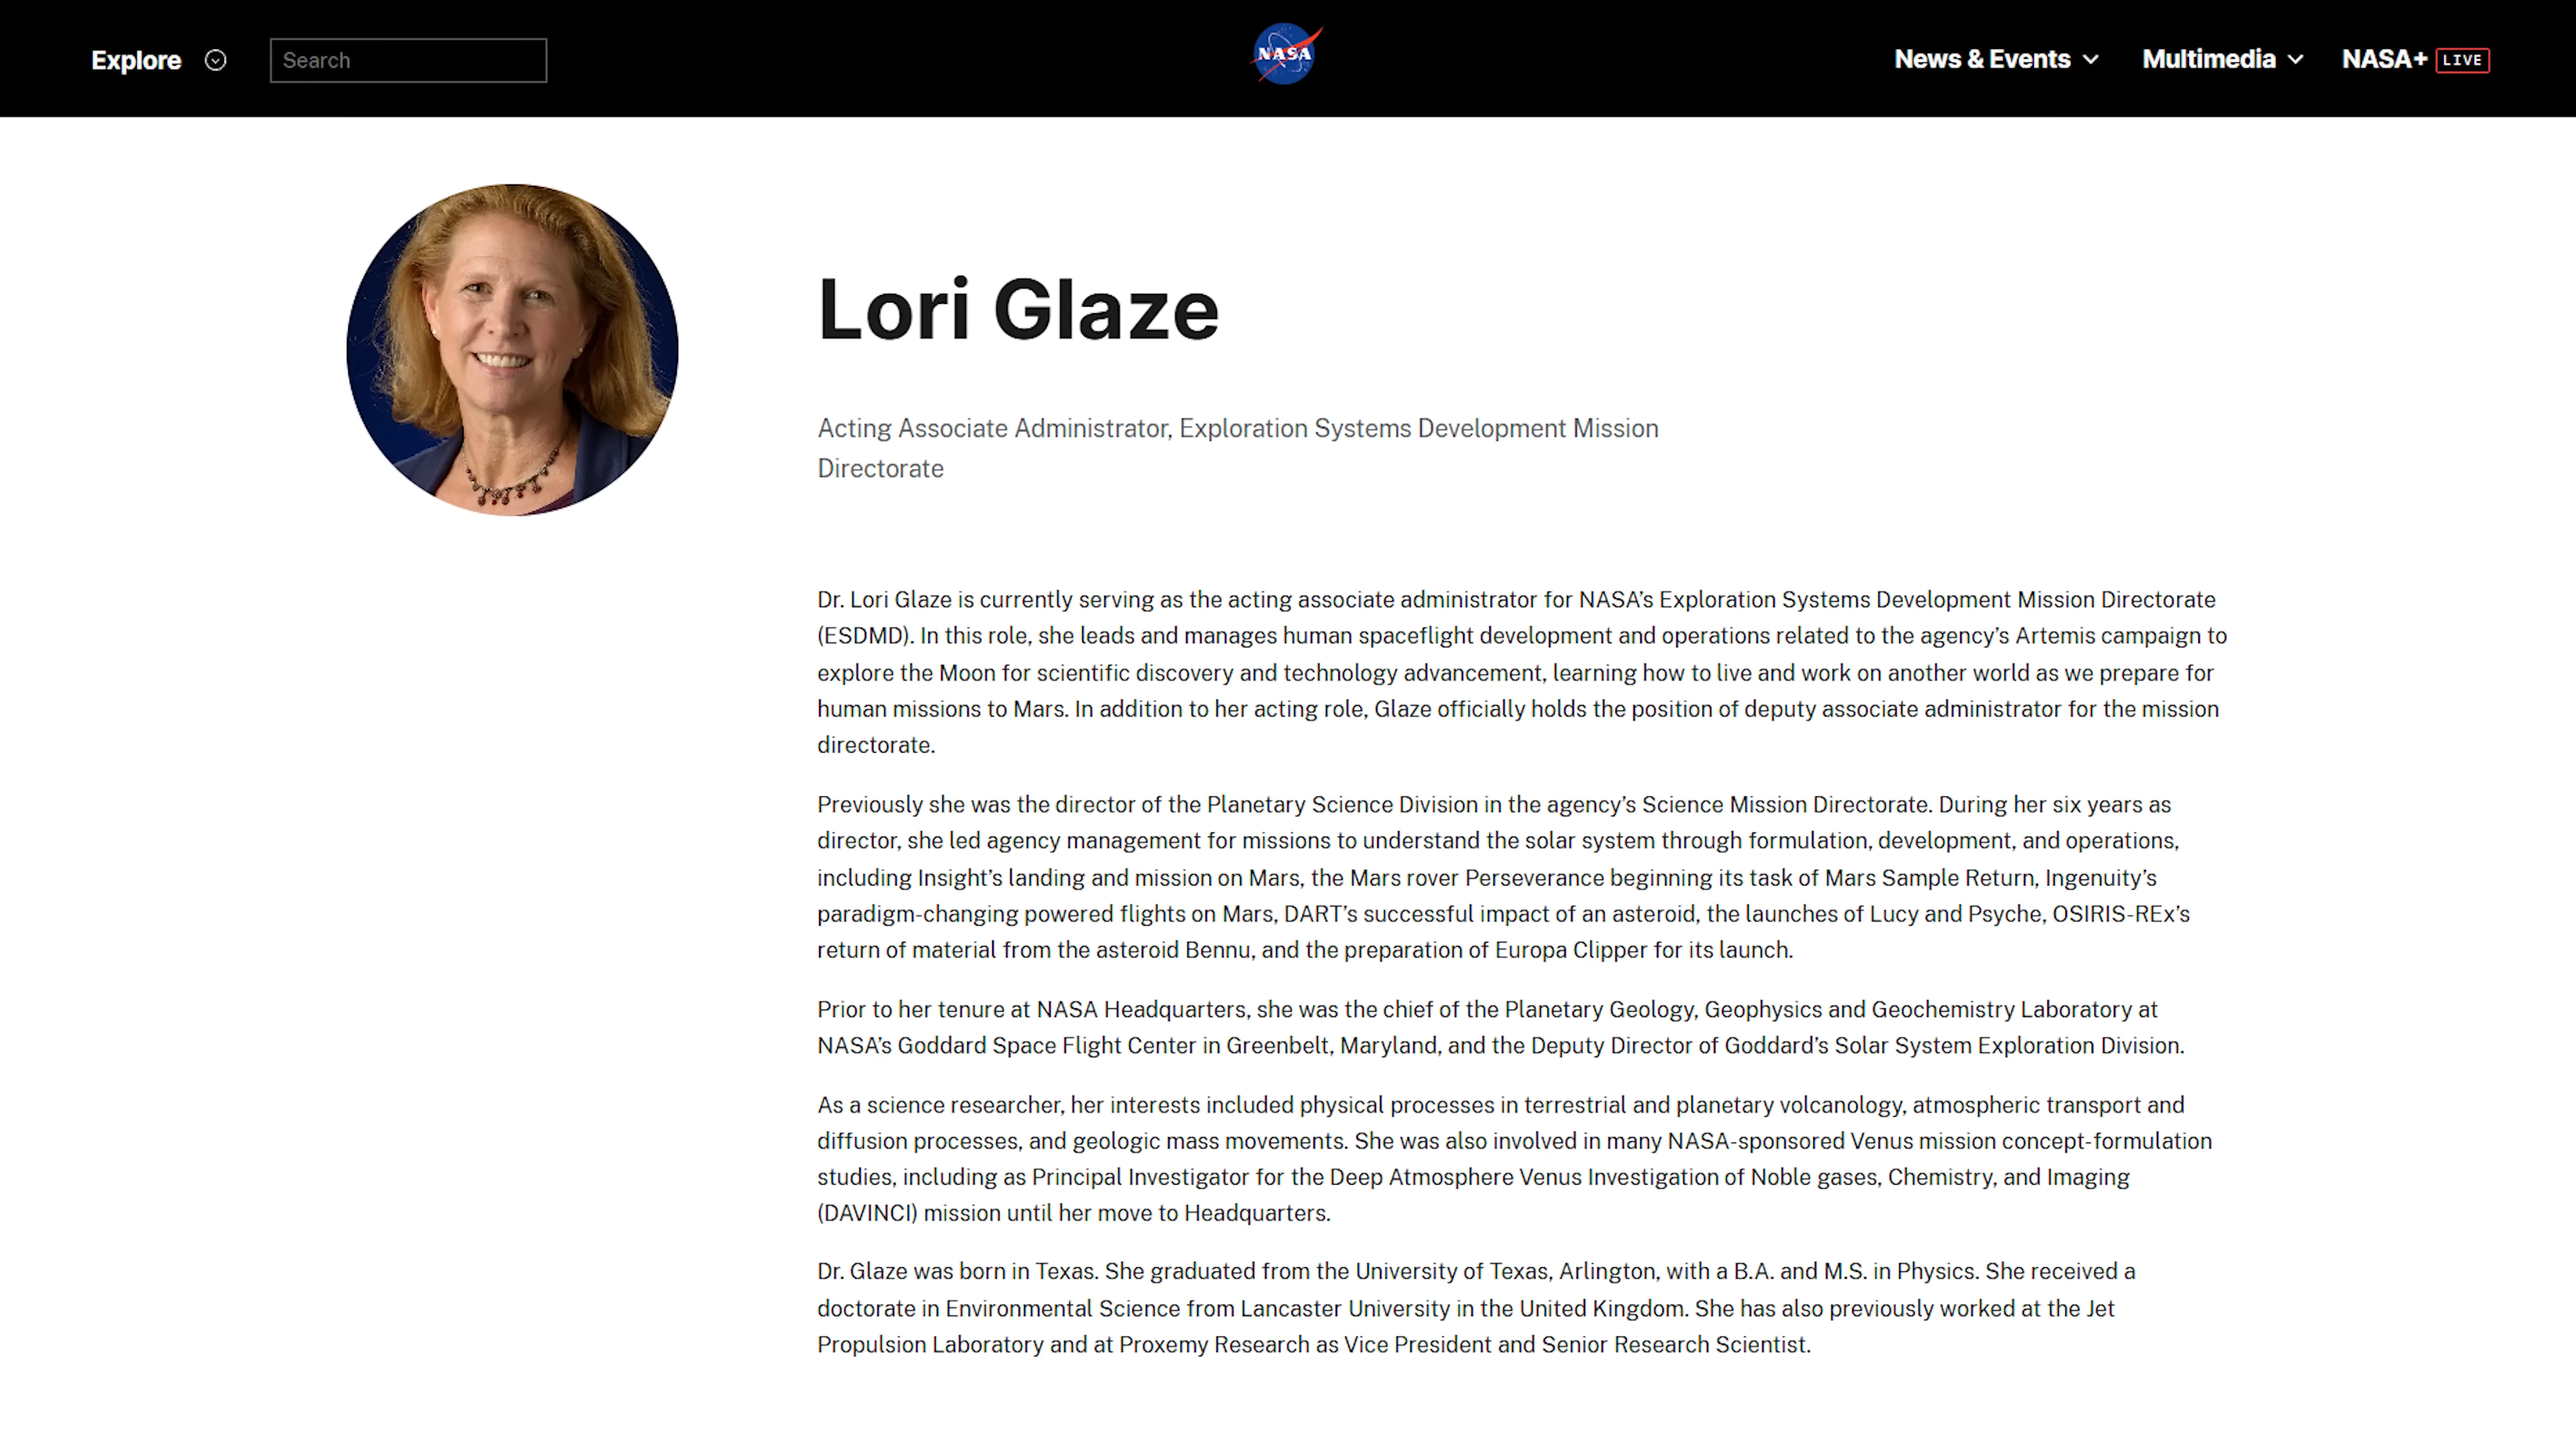 Explore
Search
NASA
News & Events
Multimedia
NASA+ LIVE
Lori Glaze
Acting Associate Administrator, Exploration Systems Development Mission
Directorate
Dr. Lori Glaze is currently serving as the acting associate administrator for NASA’s Exploration Systems Development Mission Directorate
(ESDMD). In this role, she leads and manages human spaceflight development and operations related to the agency’s Artemis campaign to
explore the Moon for scientific discovery and technology advancement, learning how to live and work on another world as we prepare for
human missions to Mars. In addition to her acting role, Glaze officially holds the position of deputy associate administrator for the mission
directorate.
Previously she was the director of the Planetary Science Division in the agency’s Science Mission Directorate. During her six years as
director, she led agency management for missions to understand the solar system through formulation, development, and operations,
including Insight’s landing and mission on Mars, the Mars rover Perseverance beginning its task of Mars Sample Return, Ingenuity’s
paradigm-changing powered flights on Mars, DART’s successful impact of an asteroid, the launches of Lucy and Psyche, OSIRIS-REx’s
return of material from the asteroid Bennu, and the preparation of Europa Clipper for its launch.
Prior to her tenure at NASA Headquarters, she was the chief of the Planetary Geology, Geophysics and Geochemistry Laboratory at
NASA’s Goddard Space Flight Center in Greenbelt, Maryland, and the Deputy Director of Goddard’s Solar System Exploration Division.
As a science researcher, her interests included physical processes in terrestrial and planetary volcanology, atmospheric transport and
diffusion processes, and geologic mass movements. She was also involved in many NASA-sponsored Venus mission concept-formulation
studies, including as Principal Investigator for the Deep Atmosphere Venus Investigation of Noble gases, Chemistry, and Imaging
(DAVINCI) mission until her move to Headquarters.
Dr. Glaze was born in Texas. She graduated from the University of Texas, Arlington, with a B.A. and M.S. in Physics. She received a
doctorate in Environmental Science from Lancaster University in the United Kingdom. She has also previously worked at the Jet
Propulsion Laboratory and at Proxemy Research as Vice President and Senior Research Scientist.